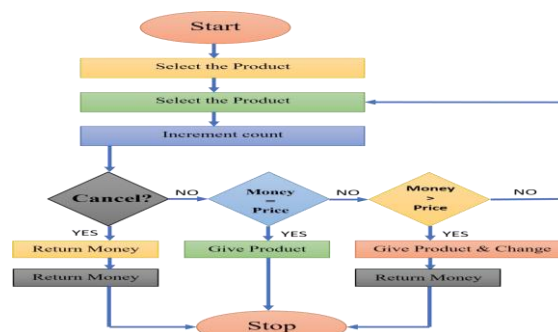 Start
Select the Product
Select the Product
Increment count
Cancel?
NO
Money
=
Price
NO
Money
>
Price
NO
YES
YES
YES
Return Money
Give Product
Give Product & Change
Return Money
Return Money
Stop